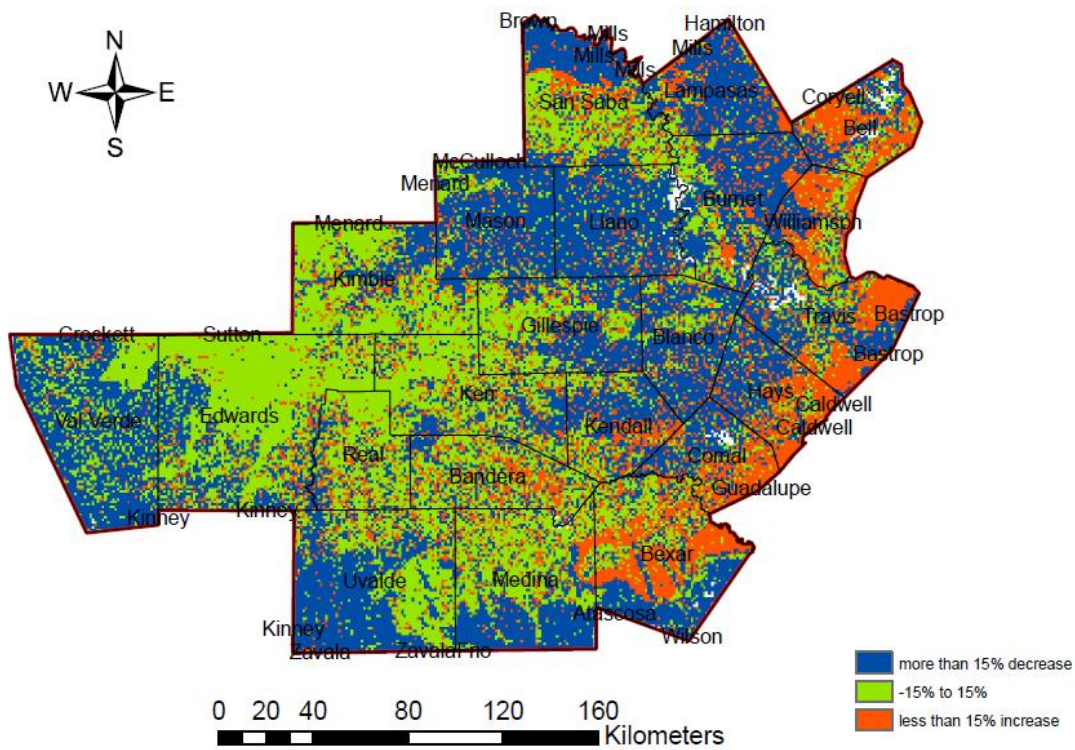 Brown
Hamilton
Mills
Mills
Mills
Mills
N
W E
S
San Saba
Lampasas
Coryell
Bell
McCulloch
Menard
Mason
Llano
Burnet
Williamsph
Menard
Kimble
Crockett
Sutton
Gillespie
Blanco
Travis
Bastrop
Bastrop
Val Verde
Edwards
Kerr
Hays
Caldwell
Caldwell
Kendall
Real
Bandera
Comal
Guadalupe
Kinney
Kinney
Bexar
Uvalde
Medina
Atascosa
Kinney
Wilson
Zavala
ZavalaFrio
more than 15% decrease
-15% to 15%
less than 15% increase
0 20 40 80 120 160
Kilometers